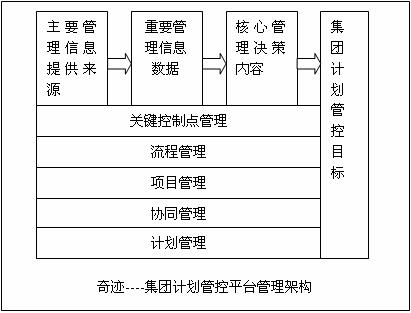 主要管
理信息
提供来
源
重要管
理信息
数据
核心管
理决策
内容
集
团
计
划
管
控
目
标
关键控制点管理
流程管理
项目管理
协同管理
计划管理
奇迹----集团计划管控平台管理架构